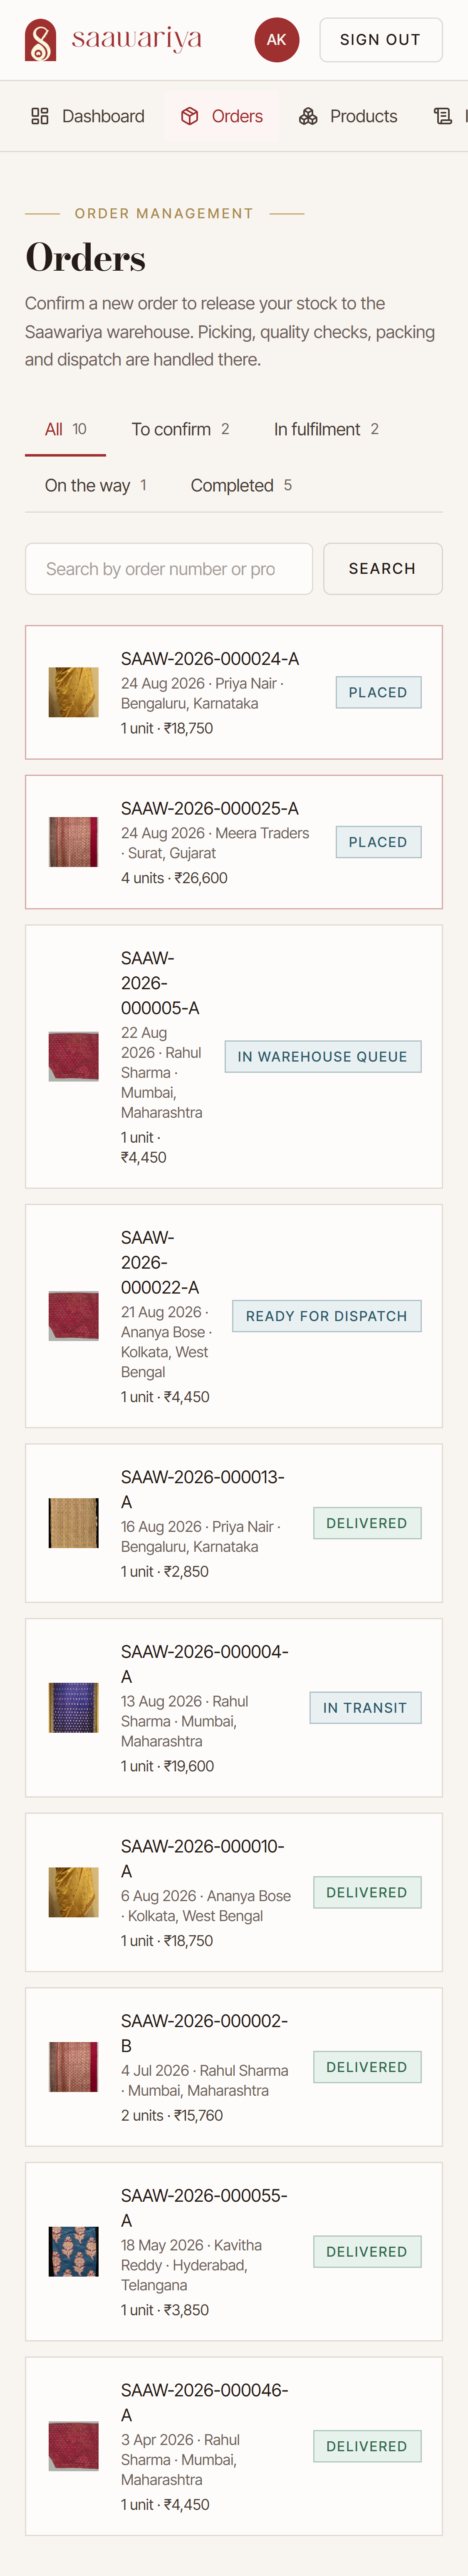 saawariya
AK
SIGN OUT
Dashboard
Orders
Products
ORDER MANAGEMENT
Orders
Confirm a new order to release your stock to the
Saawariya warehouse. Picking, quality checks, packing
and dispatch are handled there.
All 10
To confirm 2
In fulfilment 2
On the way 1
Completed 5
Search by order number or pro
SEARCH
SAAW-2026-000024-A
24 Aug 2026 · Priya Nair ·
Bengaluru, Karnataka
1 unit · ₹18,750
PLACED
SAAW-2026-000025-A
24 Aug 2026 · Meera Traders
· Surat, Gujarat
4 units · ₹26,600
PLACED
SAAW-
2026-
000005-A
22 Aug
2026 · Rahul
Sharma ·
Mumbai,
Maharashtra
1 unit ·
₹4,450
IN WAREHOUSE QUEUE
SAAW-
2026-
000022-A
21 Aug 2026 ·
Ananya Bose ·
Kolkata, West
Bengal
1 unit · ₹4,450
READY FOR DISPATCH
SAAW-2026-000013-
A
16 Aug 2026 · Priya Nair ·
Bengaluru, Karnataka
1 unit · ₹2,850
DELIVERED
SAAW-2026-000004-
A
13 Aug 2026 · Rahul
Sharma · Mumbai,
Maharashtra
1 unit · ₹19,600
IN TRANSIT
SAAW-2026-000010-
A
6 Aug 2026 · Ananya Bose
· Kolkata, West Bengal
1 unit · ₹18,750
DELIVERED
SAAW-2026-000002-
B
4 Jul 2026 · Rahul Sharma
· Mumbai, Maharashtra
2 units · ₹15,760
DELIVERED
SAAW-2026-000055-
A
18 May 2026 · Kavitha
Reddy · Hyderabad,
Telangana
1 unit · ₹3,850
DELIVERED
SAAW-2026-000046-
A
3 Apr 2026 · Rahul
Sharma · Mumbai,
Maharashtra
1 unit · ₹4,450
DELIVERED